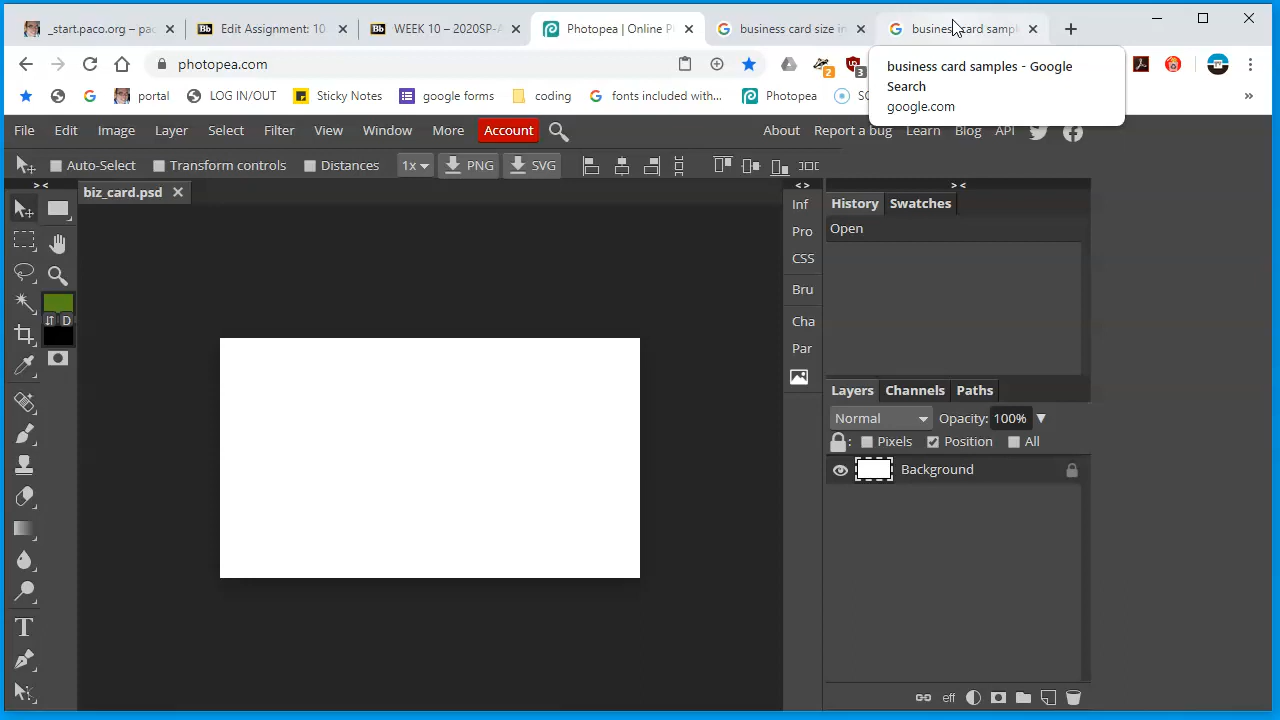 _start.paco.org – pac
Edit Assignment: 10
WEEK 10 – 2020SP-A
Photopea | Online P
business card size in
business card sampl
photopea.com
2
3
business card samples - Google
Search
google.com
portal
LOG IN/OUT
Sticky Notes
google forms
coding
fonts included with...
Photopea
SC
»
File
Edit
Image
Layer
Select
Filter
View
Window
More
Account
About
Report a bug
Learn
Blog
API
Auto-Select
Transform controls
Distances
1x
PNG
SVG
> <
biz_card.psd
< >
> <
Inf
Pro
CSS
Bru
Cha
Par
History
Swatches
Open
D
T
Layers
Channels
Paths
Normal
Opacity: 100%
: Pixels
Position
All
Background
eff